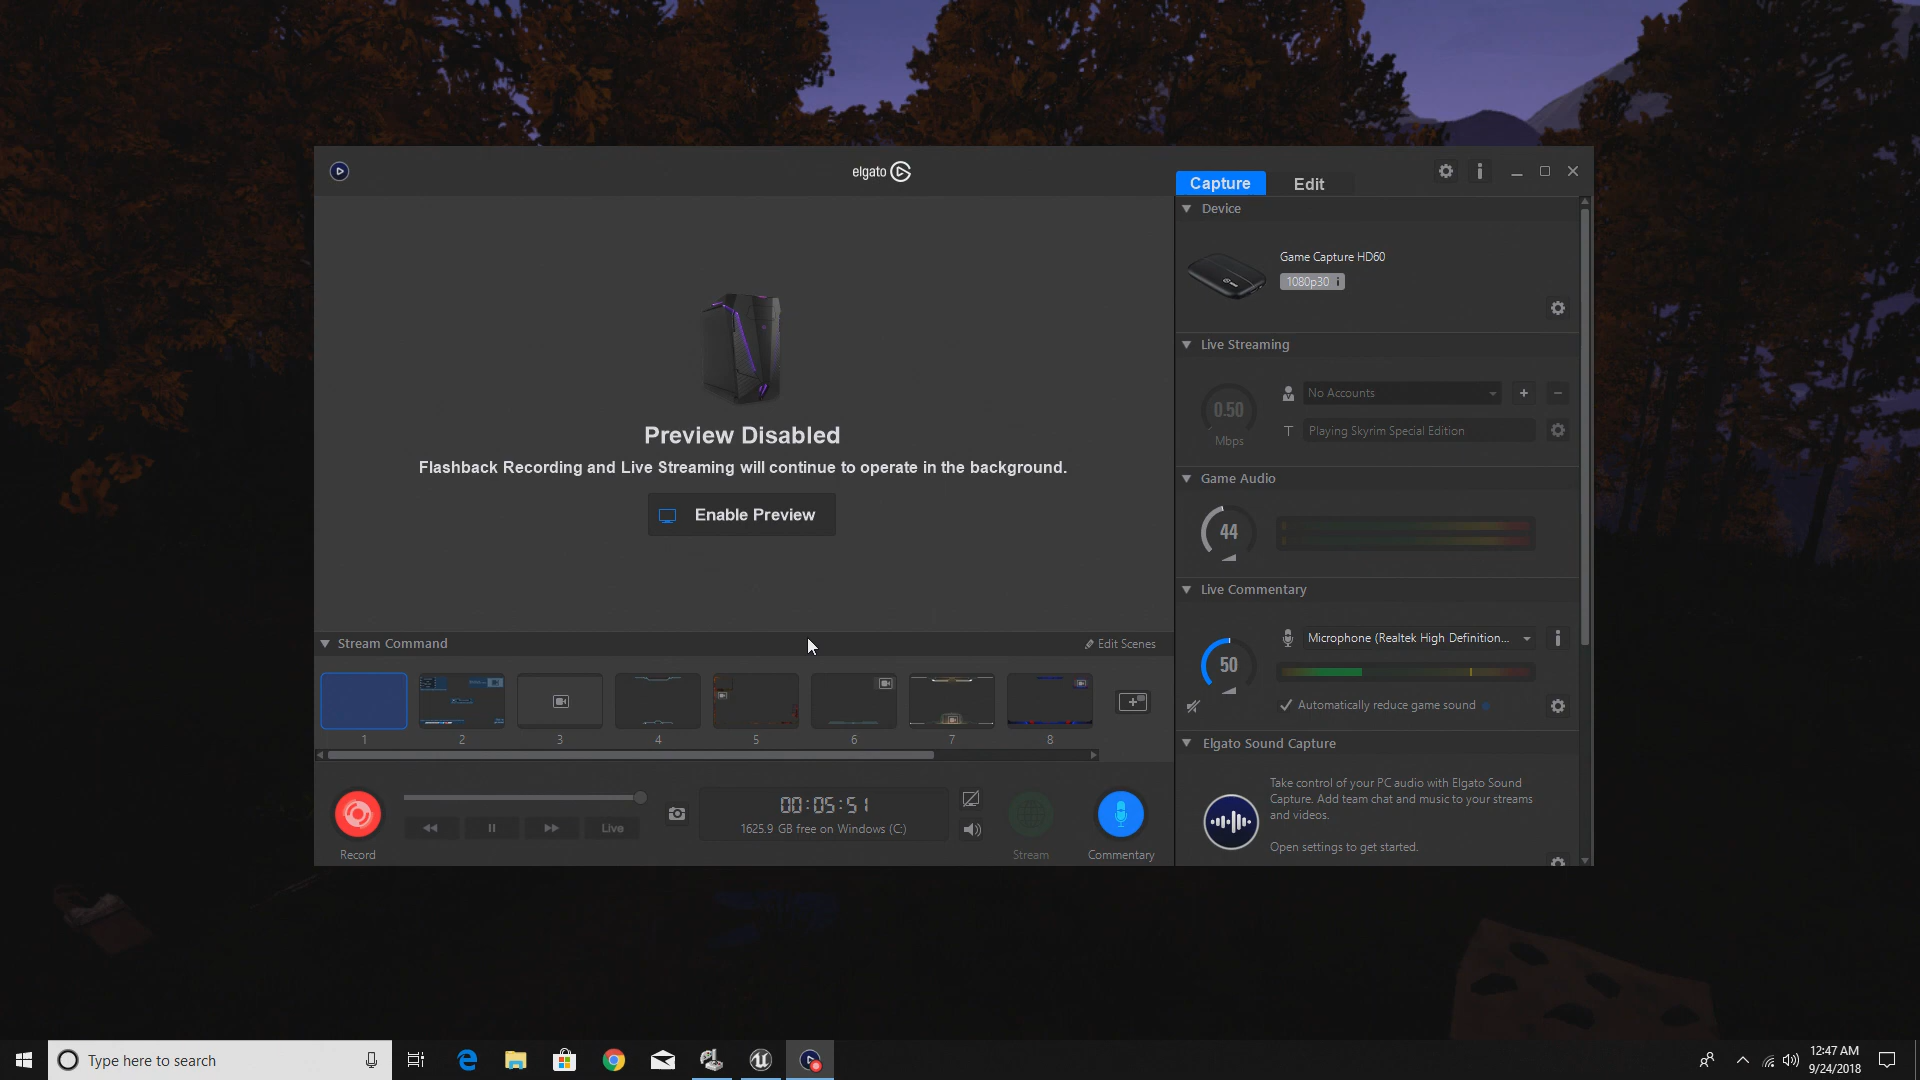 elgato
Capture
Edit
Device
Game Capture HD60
1080p30 i
Live Streaming
0.50
Mbps
No Accounts
Playing Skyrim Special Edition
Game Audio
44
Live Commentary
Microphone (Realtek High Definition...
50
Automatically reduce game sound
Elgato Sound Capture
Take control of your PC audio with Elgato Sound
Capture. Add team chat and music to your streams
and videos.
Open settings to get started.
Preview Disabled
Flashback Recording and Live Streaming will continue to operate in the background.
Enable Preview
Stream Command
Edit Scenes
1 2 3 4 5 6 7 8
Live
00:05:51
1625.9 GB free on Windows (C:)
Record
Stream
Commentary
Type here to search
12:47 AM
9/24/2018